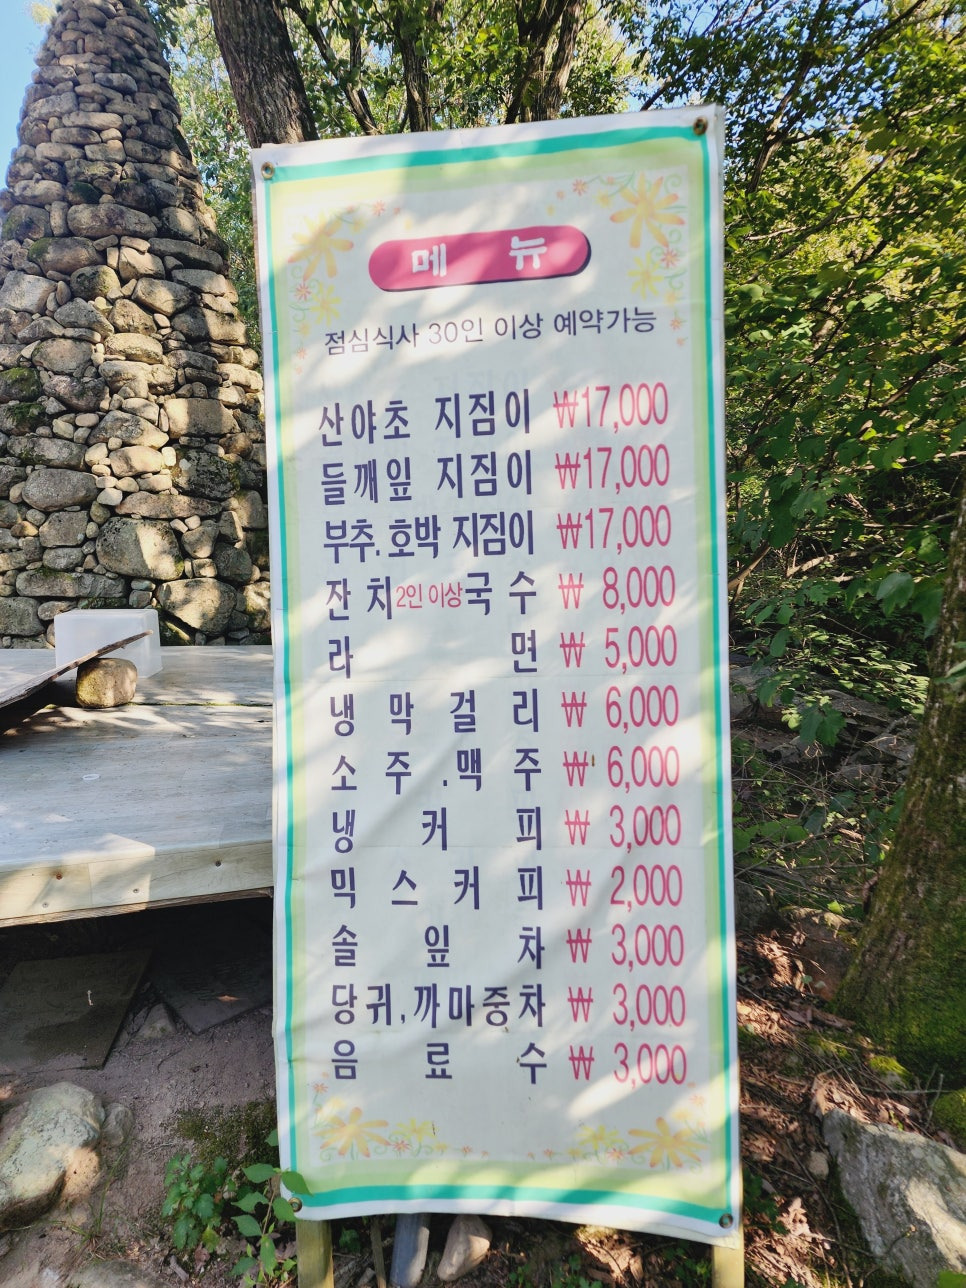 메 뉴
점심식사 30인 이상 예약가능
산야초 지짐이 ₩17,000
들깨잎 지짐이 ₩17,000
부추.호박 지짐이 ₩17,000
잔치2인 이상국수 ₩ 8,000
라 면 ₩ 5,000
냉 막 걸 리 ₩ 6,000
소 주 .맥 주 ₩ 6,000
냉 커 피 ₩ 3,000
믹 스 커 피 ₩ 2,000
솔 잎 차 ₩ 3,000
당귀,까마중차 ₩ 3,000
음 료 수 ₩ 3,000